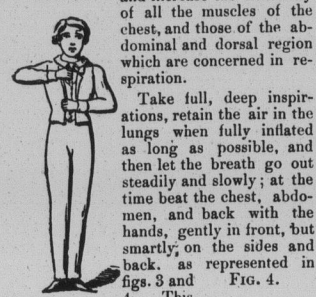 of all the muscles of the
chest, and those of the ab-
dominal and dorsal region
which are concerned in re-
spiration.
Take full, deep inspir-
ations, retain the air in the
lungs when fully inflated
as long as possible, and
then let the breath go out
steadily and slowly; at the
time beat the chest, abdo-
men, and back with the
hands, gently in front, but
smartly, on the sides and
back. as represented in
figs. 3 and FIG. 4.